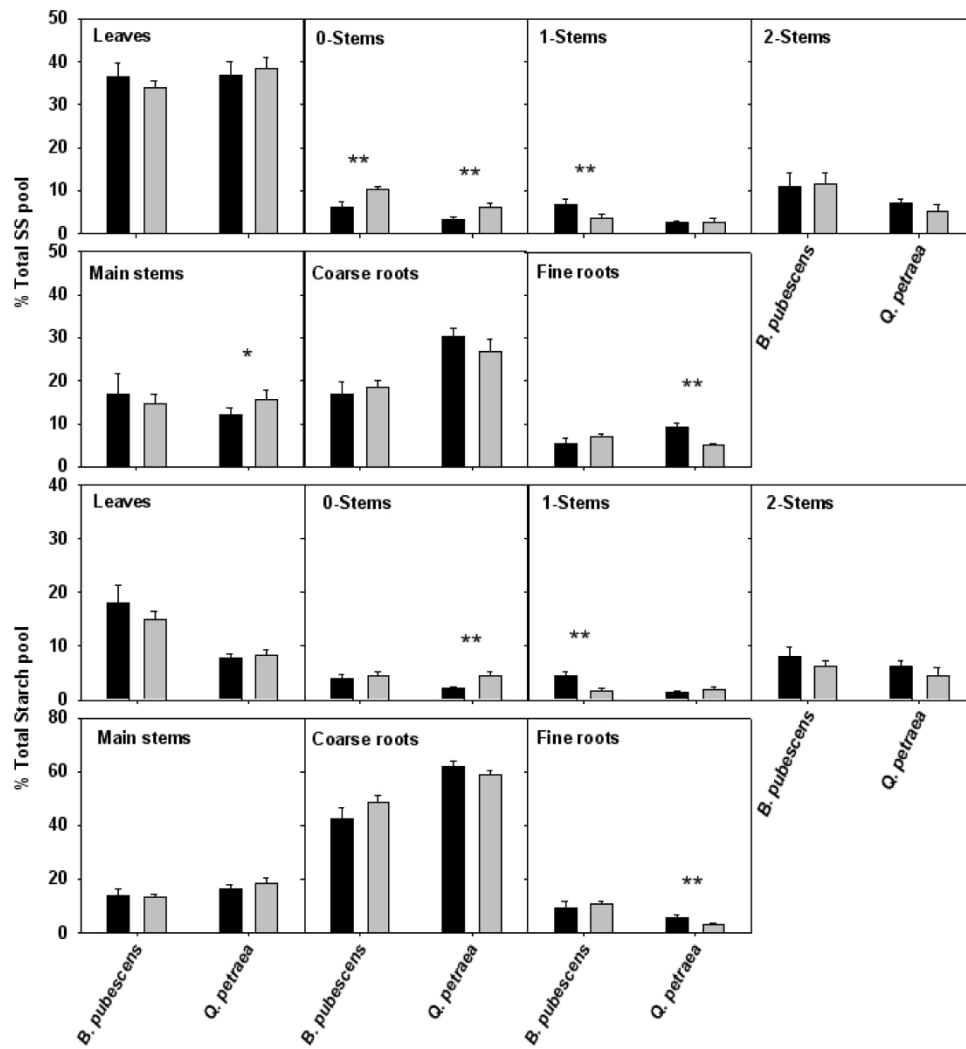 % Total SS pool
50
40
30
20
10
0
Leaves
0-Stems
1-Stems
2-Stems
**
**
**
50
40
30
20
10
0
Main stems
Coarse roots
Fine roots
*
**
B. pubescens
Q. petraea
% Total Starch pool
40
30
20
10
0
Leaves
0-Stems
1-Stems
2-Stems
**
**
80
60
40
20
0
Main stems
Coarse roots
Fine roots
**
B. pubescens
Q. petraea
B. pubescens
Q. petraea
B. pubescens
Q. petraea
B. pubescens
Q. petraea